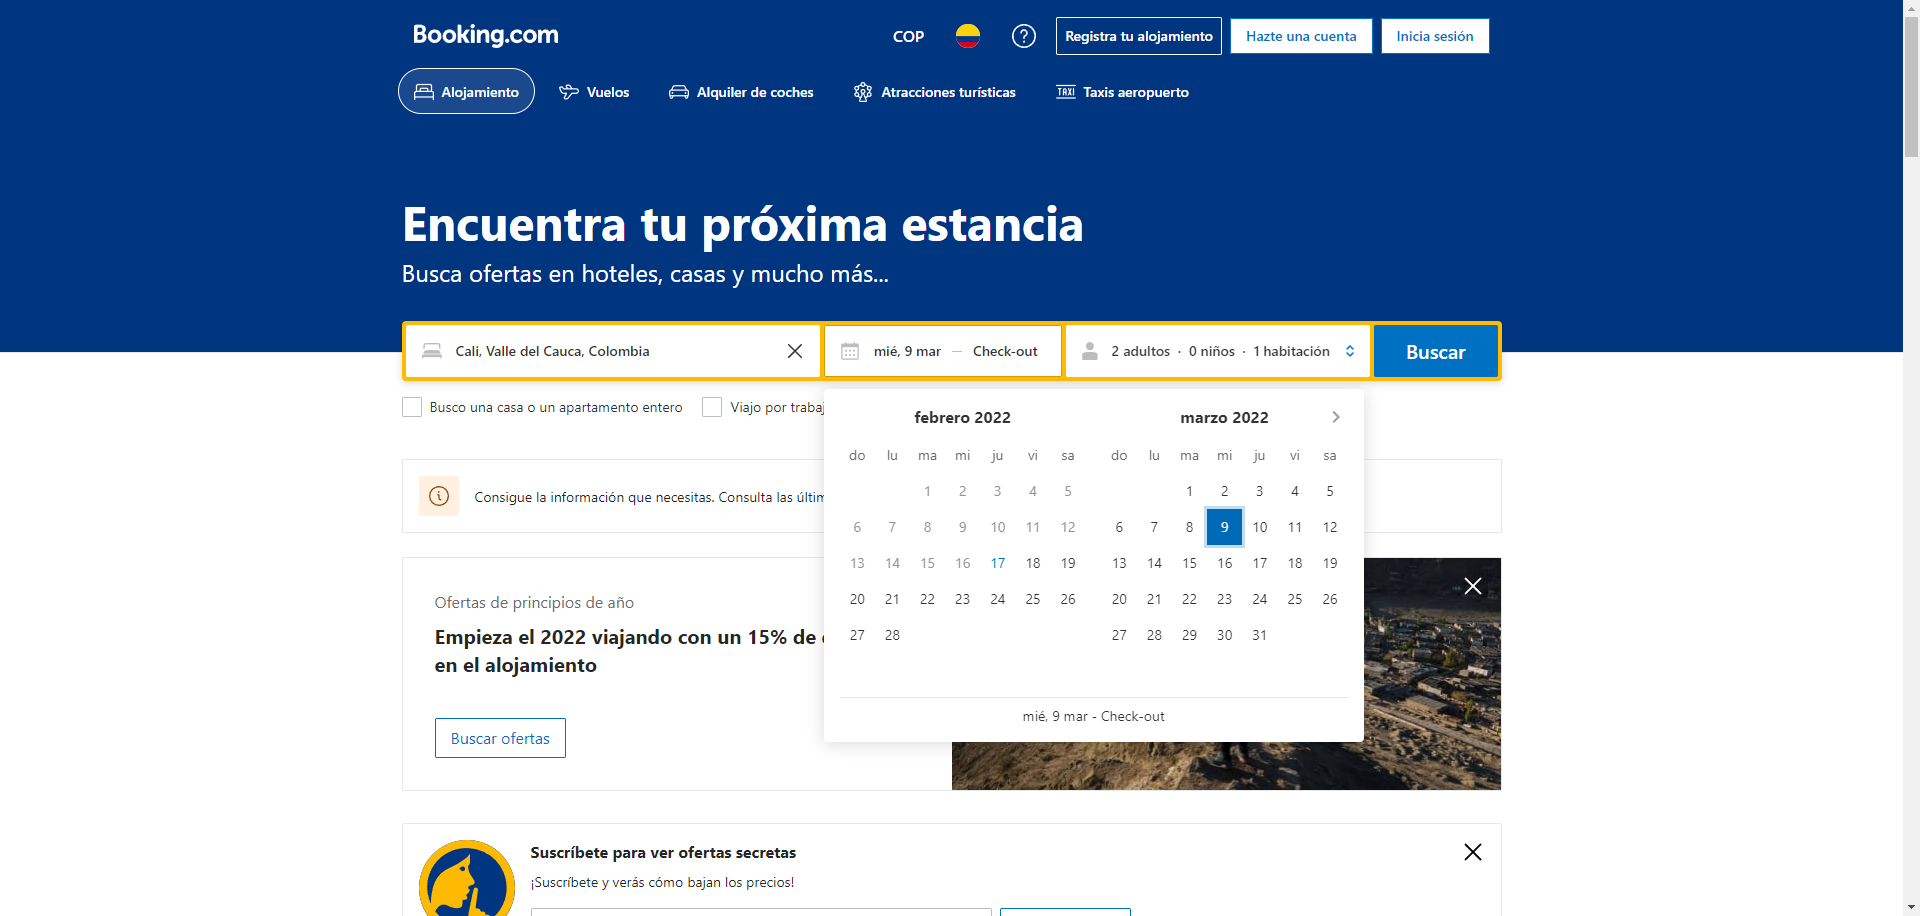 Booking.com
COP
Registra tu alojamiento
Hazte una cuenta
Inicia sesión
Alojamiento
Vuelos
Alquiler de coches
Atracciones turísticas
TAXI Taxis aeropuerto
Encuentra tu próxima estancia
Busca ofertas en hoteles, casas y mucho más...
Cali, Valle del Cauca, Colombia
mié, 9 mar — Check-out
2 adultos · 0 niños · 1 habitación
Buscar
Busco una casa o un apartamento entero
Viajo por trabaj
febrero 2022
do lu ma mi ju vi sa
1 2 3 4 5
6 7 8 9 10 11 12
13 14 15 16 17 18 19
20 21 22 23 24 25 26
27 28
marzo 2022
do lu ma mi ju vi sa
1 2 3 4 5
6 7 8 9 10 11 12
13 14 15 16 17 18 19
20 21 22 23 24 25 26
27 28 29 30 31
mié, 9 mar - Check-out
Consigue la información que necesitas. Consulta las últim
Ofertas de principios de año
Empieza el 2022 viajando con un 15% de
en el alojamiento
Buscar ofertas
Suscríbete para ver ofertas secretas
¡Suscríbete y verás cómo bajan los precios!